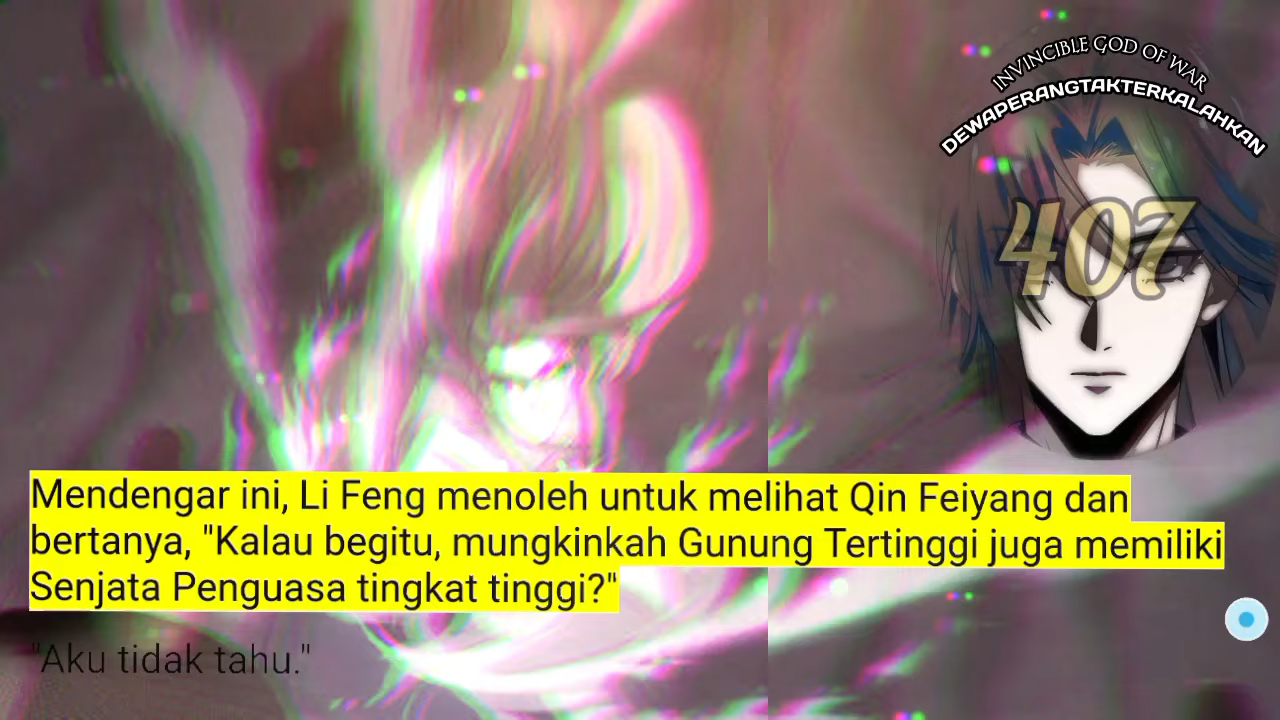 INVINCIBLE GOD OF WAR
DEWAPERANGTAKTERKALAHKAN
407
Mendengar ini, Li Feng menoleh untuk melihat Qin Feiyang dan
bertanya, "Kalau begitu, mungkinkah Gunung Tertinggi juga memiliki
Senjata Penguasa tingkat tinggi?"
"Aku tidak tahu."